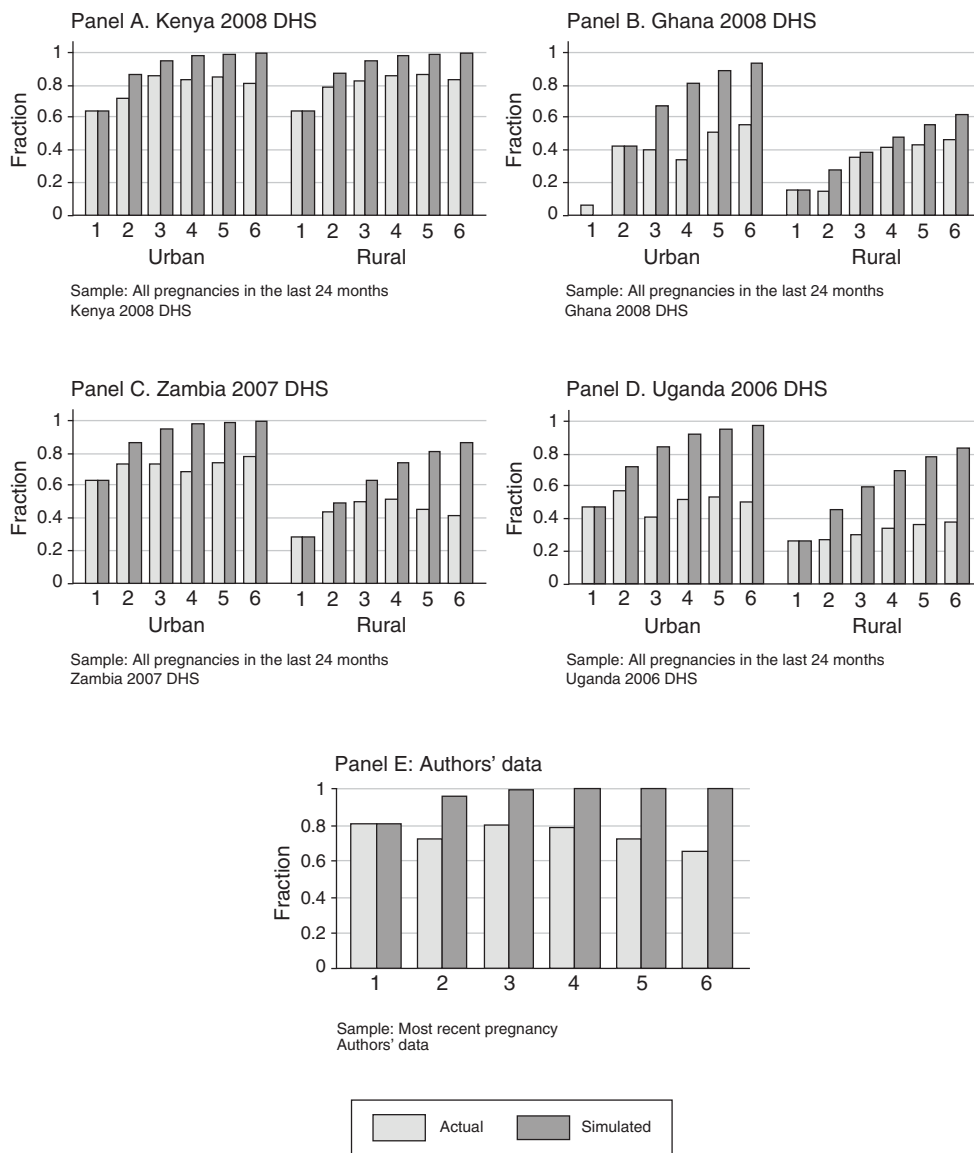 Panel A. Kenya 2008 DHS
Fraction
1
0.8
0.6
0.4
0.2
0
1 2 3 4 5 6 1 2 3 4 5 6
Urban Rural
Sample: All pregnancies in the last 24 months
Kenya 2008 DHS
Panel B. Ghana 2008 DHS
Fraction
1
0.8
0.6
0.4
0.2
0
1 2 3 4 5 6 1 2 3 4 5 6
Urban Rural
Sample: All pregnancies in the last 24 months
Ghana 2008 DHS
Panel C. Zambia 2007 DHS
Fraction
1
0.8
0.6
0.4
0.2
0
1 2 3 4 5 6 1 2 3 4 5 6
Urban Rural
Sample: All pregnancies in the last 24 months
Zambia 2007 DHS
Panel D. Uganda 2006 DHS
Fraction
1
0.8
0.6
0.4
0.2
0
1 2 3 4 5 6 1 2 3 4 5 6
Urban Rural
Sample: All pregnancies in the last 24 months
Uganda 2006 DHS
Panel E: Authors’ data
Fraction
1
0.8
0.6
0.4
0.2
0
1 2 3 4 5 6
Sample: Most recent pregnancy
Authors’ data
Actual Simulated